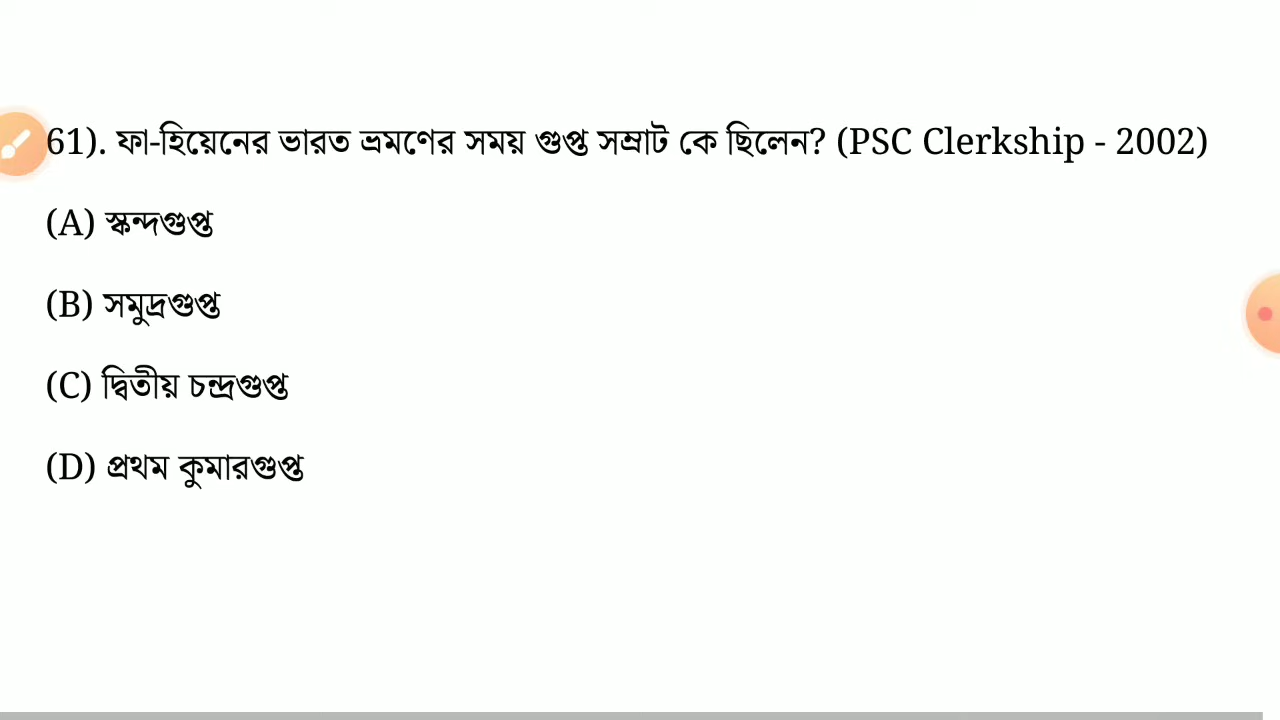 61). ফা-হিয়েনের ভারত ভ্রমণের সময় গুপ্ত সম্রাট কে ছিলেন? (PSC Clerkship - 2002)
(A) স্কন্দগুপ্ত
(B) সমুদ্রগুপ্ত
(C) দ্বিতীয় চন্দ্রগুপ্ত
(D) প্রথম কুমারগুপ্ত